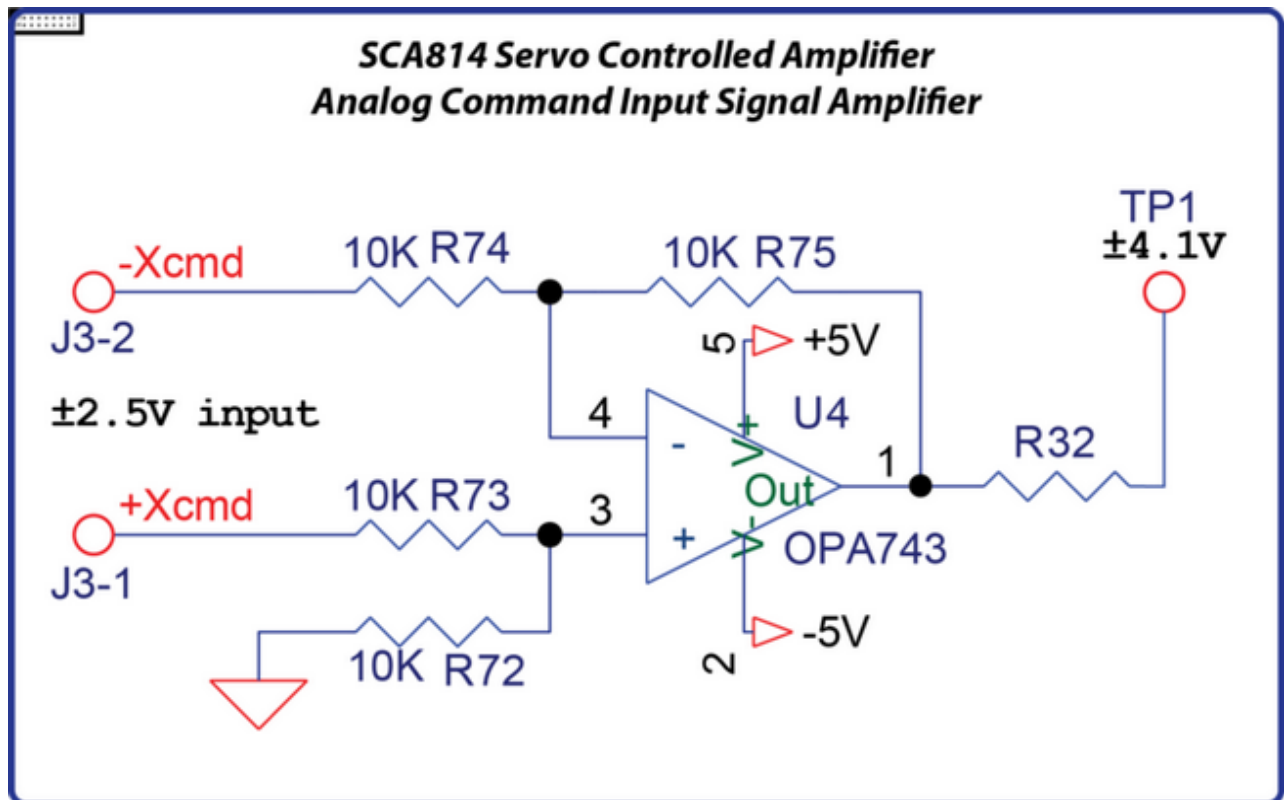 SCA814 Servo Controlled Amplifier
Analog Command Input Signal Amplifier
TP1
±4.1V
-Xcmd
10K R74
10K R75
J3-2
5
+5V
±2.5V input
4
-
V+
U4
1
R32
+Xcmd
10K R73
3
+
Out
V-
OPA743
J3-1
10K R72
2
-5V